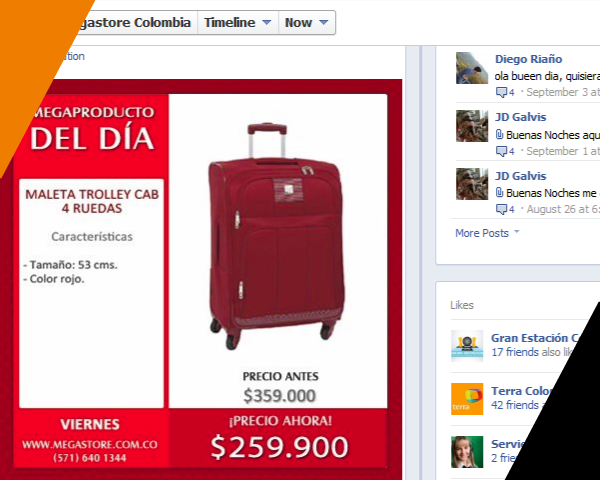 gastore Colombia Timeline Now
tion
MEGAPRODUCTO
DEL DÍA
MALETA TROLLEY CAB
4 RUEDAS
Características
- Tamaño: 53 cms.
- Color rojo.
PRECIO ANTES
$359.000
VIERNES
WWW.MEGASTORE.COM.CO
(571) 640 1344
¡PRECIO AHORA!
$259.900
Diego Riaño
ola bueen dia, quisiera
4 · September 3 at
JD Galvis
Buenas Noches aqu
4 · September 1 at
JD Galvis
Buenas Noches me
4 · August 26 at 6:
More Posts
Likes
Gran Estación C
17 friends also lik
terra
Terra Colo
42 friends a
Servie
2 frie